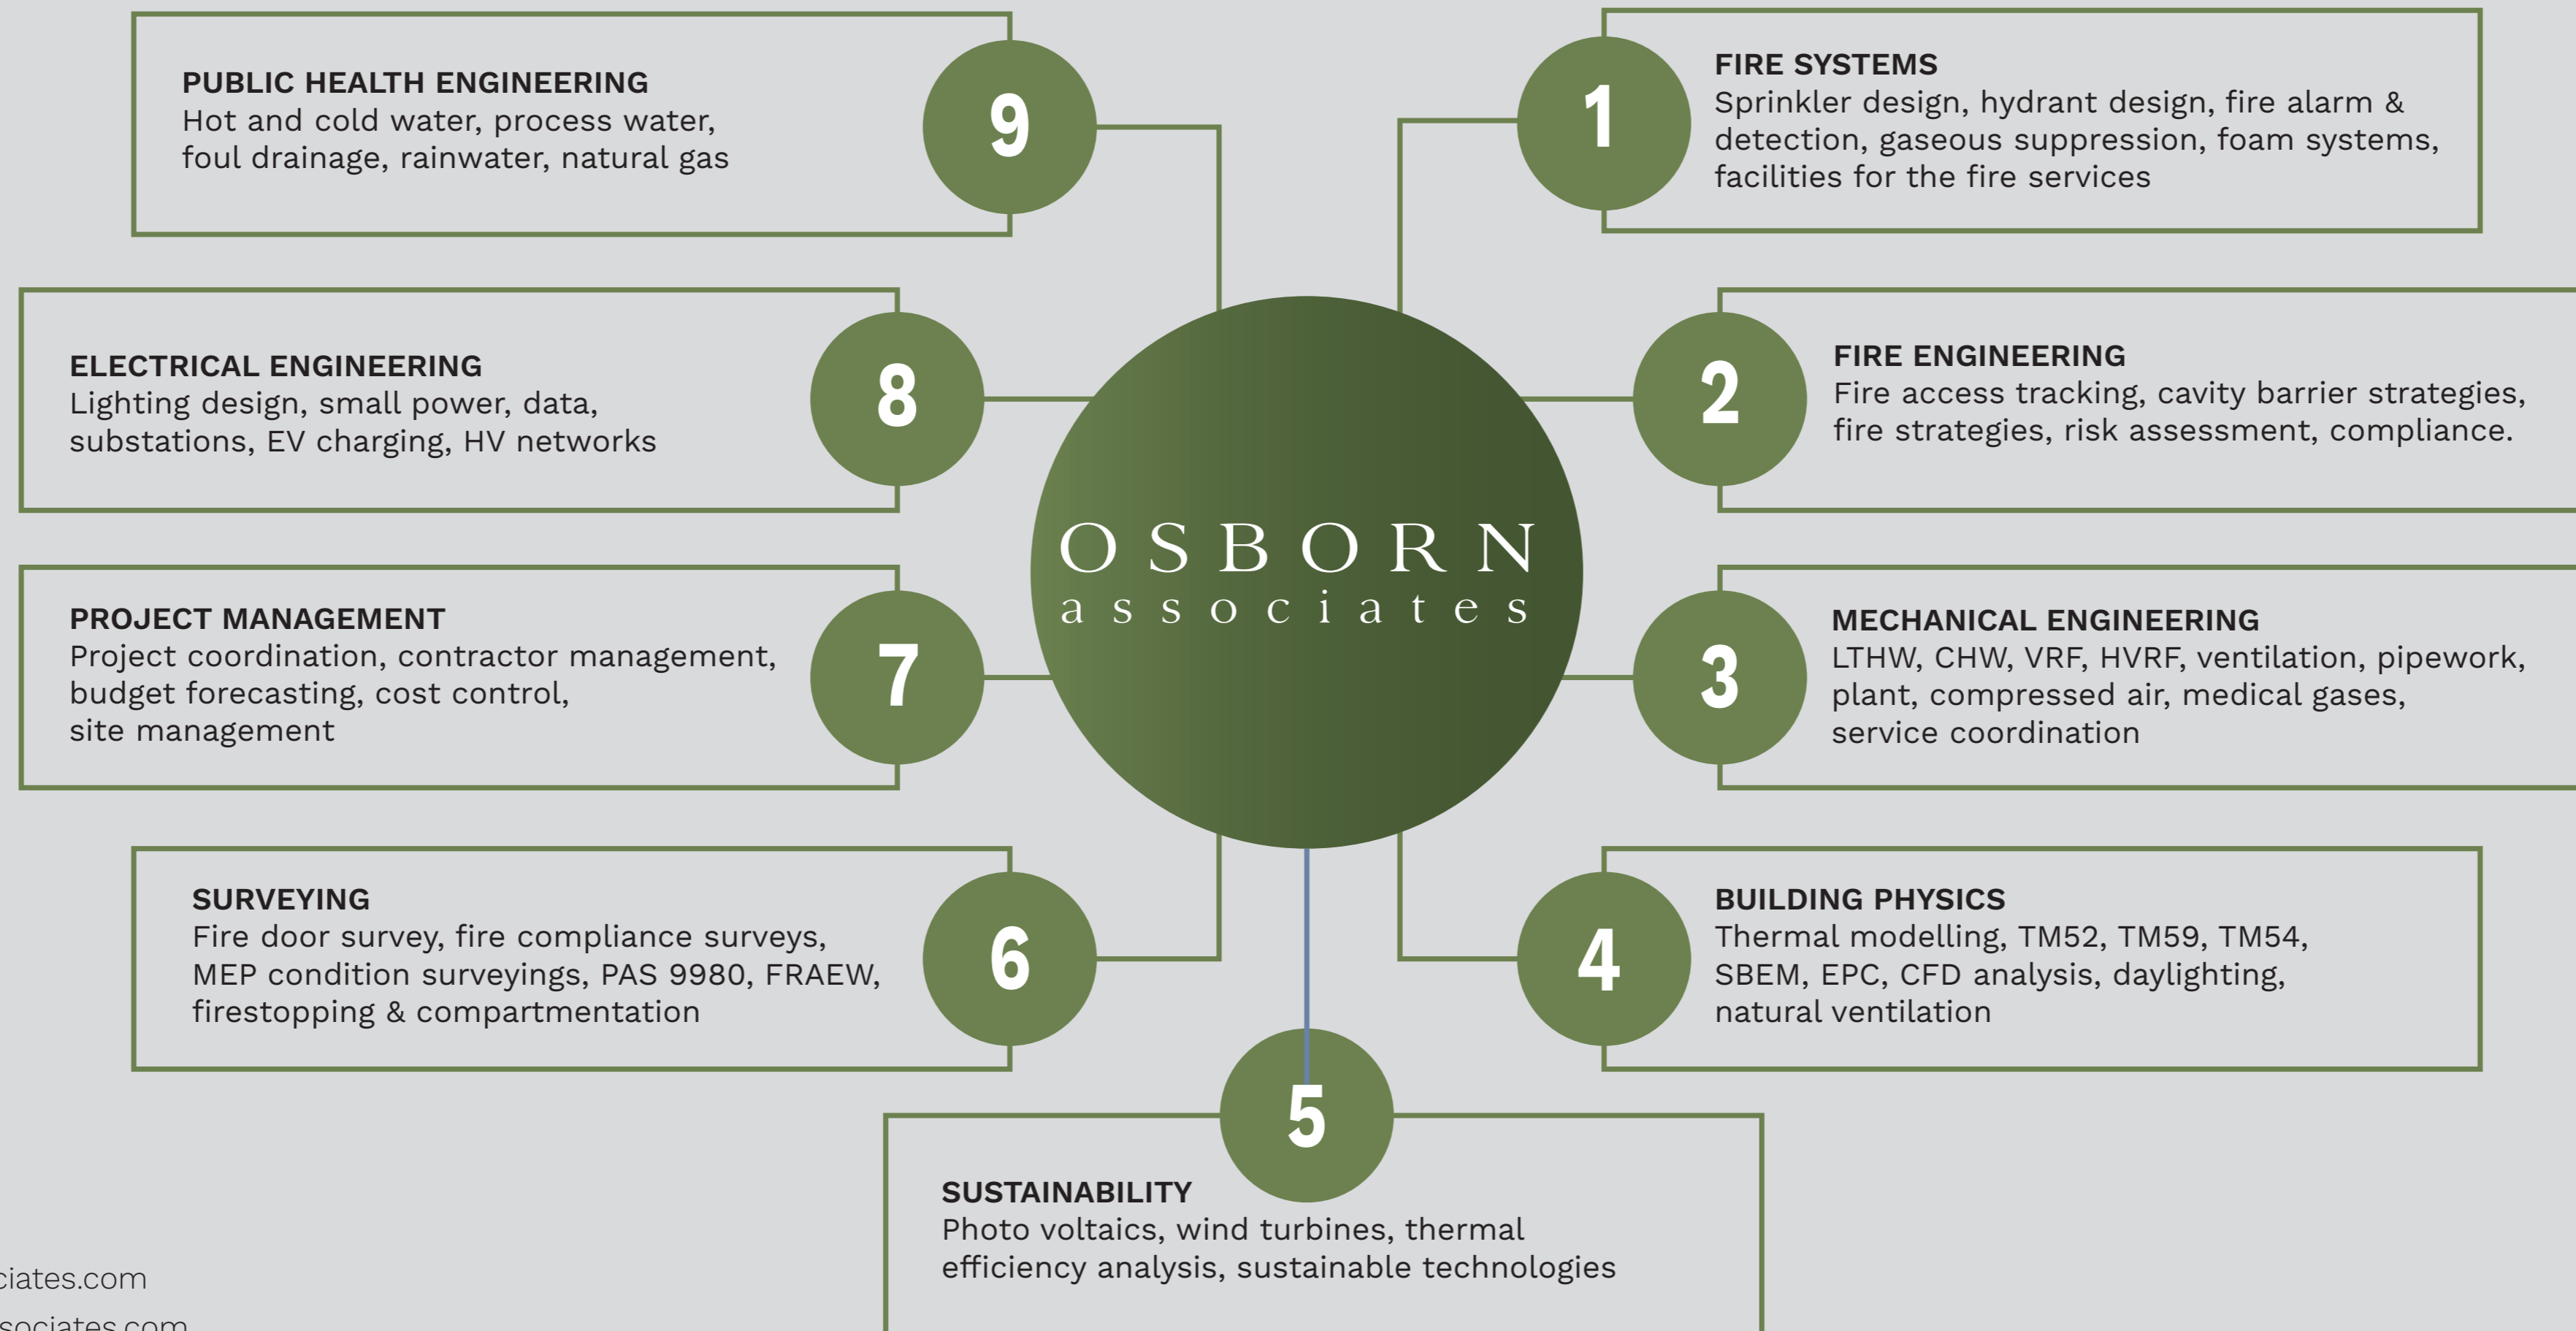 PUBLIC HEALTH ENGINEERING
Hot and cold water, process water,
foul drainage, rainwater, natural gas
9
1
FIRE SYSTEMS
Sprinkler design, hydrant design, fire alarm &
detection, gaseous suppression, foam systems,
facilities for the fire services
ELECTRICAL ENGINEERING
Lighting design, small power, data,
substations, EV charging, HV networks
8
2
FIRE ENGINEERING
Fire access tracking, cavity barrier strategies,
fire strategies, risk assessment, compliance.
OSBORN
associates
PROJECT MANAGEMENT
Project coordination, contractor management,
budget forecasting, cost control,
site management
7
3
MECHANICAL ENGINEERING
LTHW, CHW, VRF, HVRF, ventilation, pipework,
plant, compressed air, medical gases,
service coordination
SURVEYING
Fire door survey, fire compliance surveys,
MEP condition surveyings, PAS 9980, FRAEW,
firestopping & compartmentation
6
4
BUILDING PHYSICS
Thermal modelling, TM52, TM59, TM54,
SBEM, EPC, CFD analysis, daylighting,
natural ventilation
5
SUSTAINABILITY
Photo voltaics, wind turbines, thermal
efficiency analysis, sustainable technologies
ciates.com
sociates.com